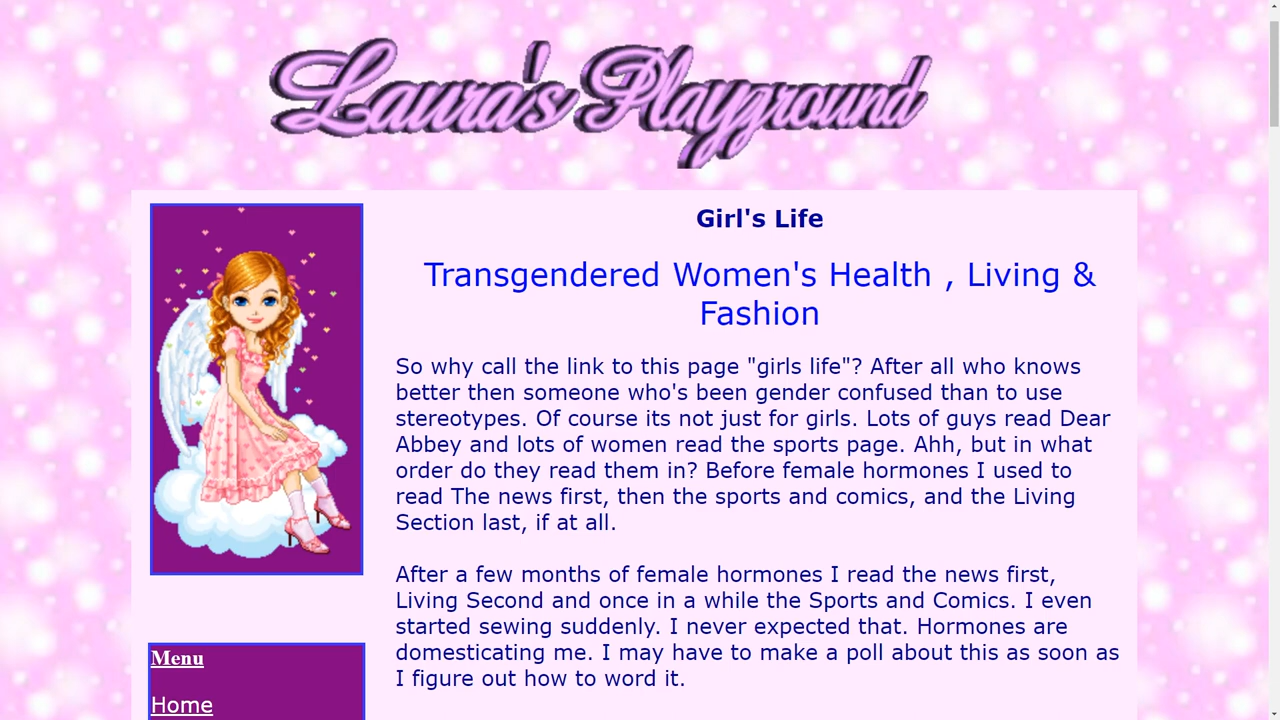 Laura's Playground
Girl's Life
Transgendered Women's Health , Living &
Fashion
So why call the link to this page "girls life"? After all who knows
better then someone who's been gender confused than to use
stereotypes. Of course its not just for girls. Lots of guys read Dear
Abbey and lots of women read the sports page. Ahh, but in what
order do they read them in? Before female hormones I used to
read The news first, then the sports and comics, and the Living
Section last, if at all.
After a few months of female hormones I read the news first,
Living Second and once in a while the Sports and Comics. I even
started sewing suddenly. I never expected that. Hormones are
domesticating me. I may have to make a poll about this as soon as
I figure out how to word it.
Menu
Home